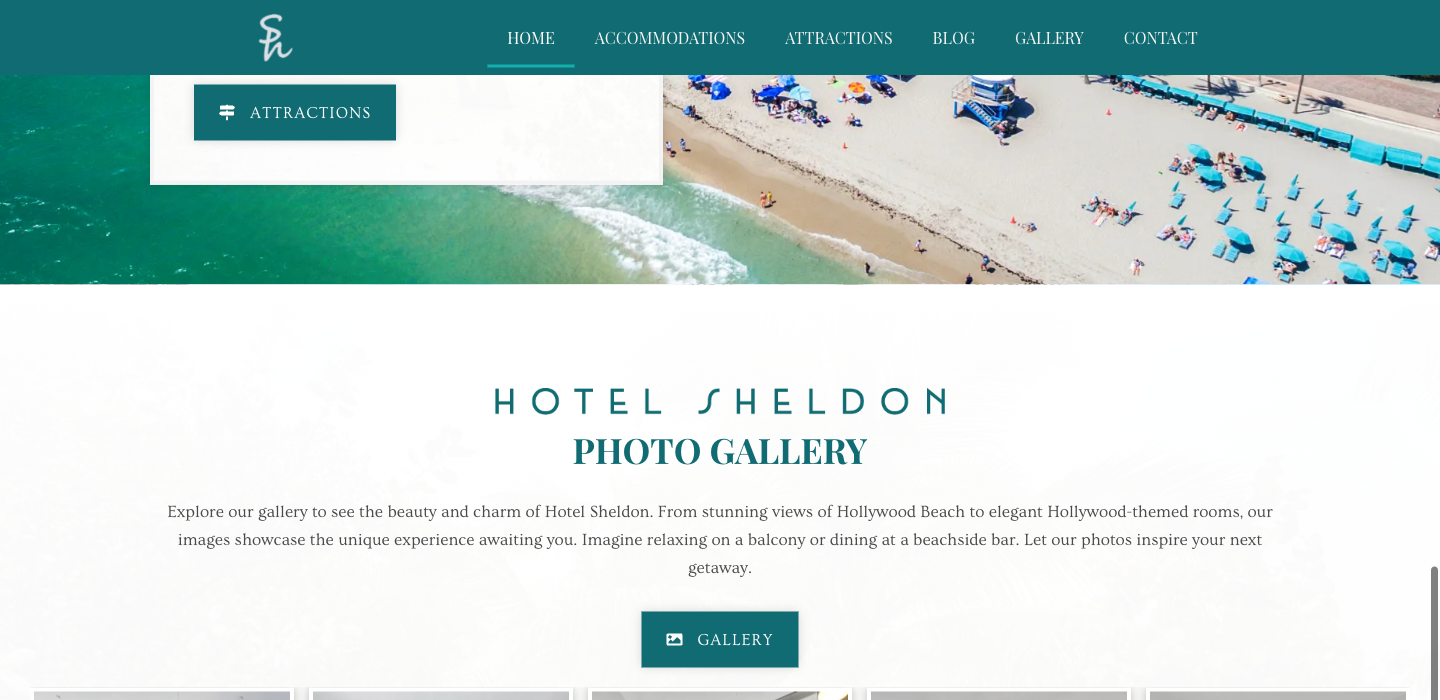 Sh
HOME
ACCOMMODATIONS
ATTRACTIONS
BLOG
GALLERY
CONTACT
ATTRACTIONS
HOTEL SHELDON
PHOTO GALLERY
Explore our gallery to see the beauty and charm of Hotel Sheldon. From stunning views of Hollywood Beach to elegant Hollywood-themed rooms, our
images showcase the unique experience awaiting you. Imagine relaxing on a balcony or dining at a beachside bar. Let our photos inspire your next
getaway.
GALLERY